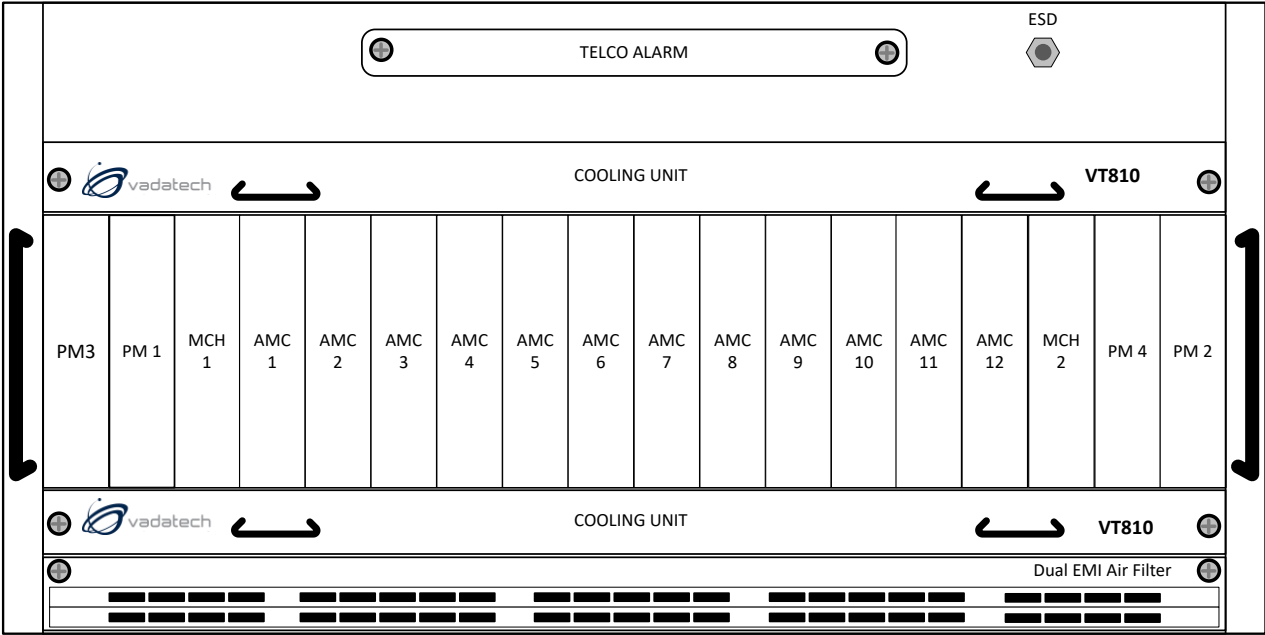 ESD
TELCO ALARM
vadatech
COOLING UNIT
VT810
PM3
PM 1
MCH
1
AMC
1
AMC
2
AMC
3
AMC
4
AMC
5
AMC
6
AMC
7
AMC
8
AMC
9
AMC
10
AMC
11
AMC
12
MCH
2
PM 4
PM 2
vadatech
COOLING UNIT
VT810
Dual EMI Air Filter